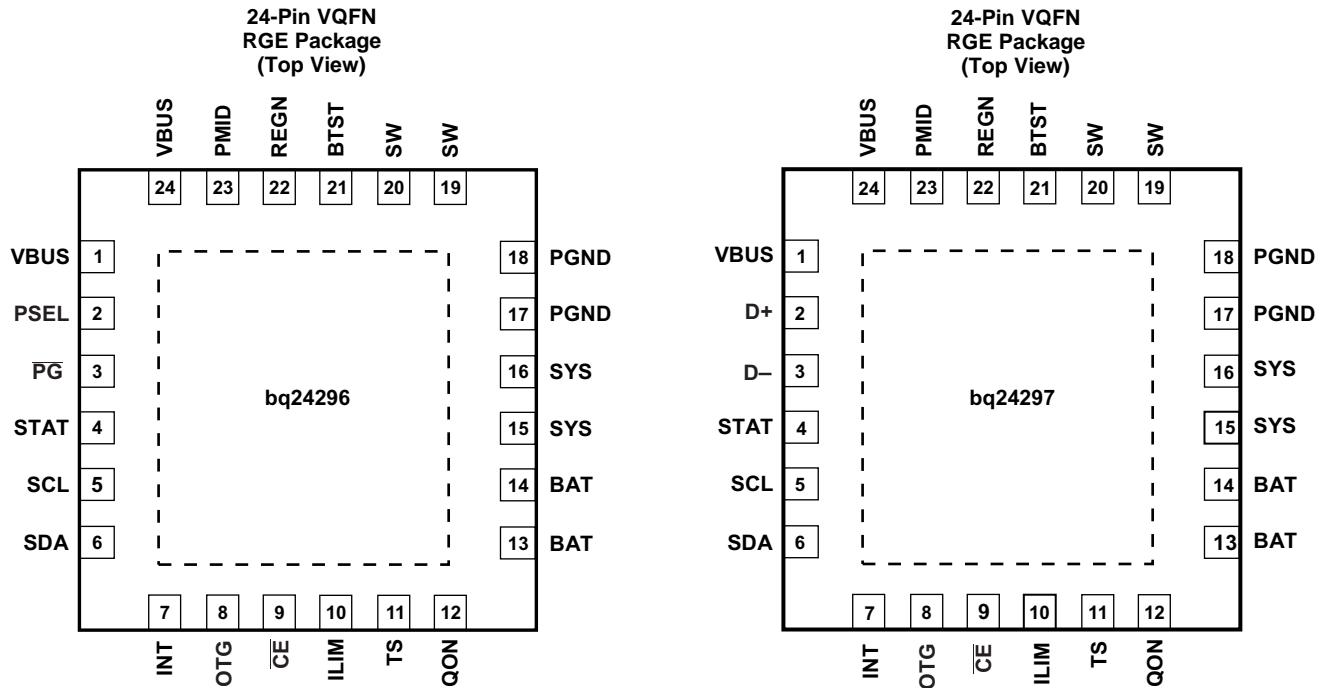 24-Pin VQFN
RGE Package
(Top View)
VBUS
PMID
REGN
BTST
SW
SW
24 23 22 21 20 19
VBUS 1
PSEL 2
P̅G̅ 3
STAT 4
SCL 5
SDA 6
bq24296
18 PGND
17 PGND
16 SYS
15 SYS
14 BAT
13 BAT
7 8 9 10 11 12
INT
OTG
C̅E̅
ILIM
TS
QON
24-Pin VQFN
RGE Package
(Top View)
VBUS
PMID
REGN
BTST
SW
SW
24 23 22 21 20 19
VBUS 1
D+ 2
D– 3
STAT 4
SCL 5
SDA 6
bq24297
18 PGND
17 PGND
16 SYS
15 SYS
14 BAT
13 BAT
7 8 9 10 11 12
INT
OTG
C̅E̅
ILIM
TS
QON